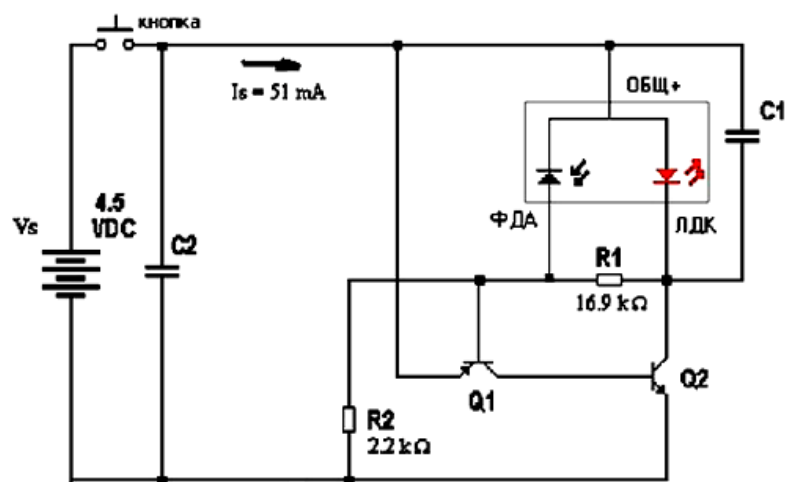 кнопка
Is = 51 mA
ОБЩ+
C1
4.5
VDC
Vs
C2
ФДА
ЛДК
R1
16.9 kΩ
Q1
Q2
R2
2.2 kΩ